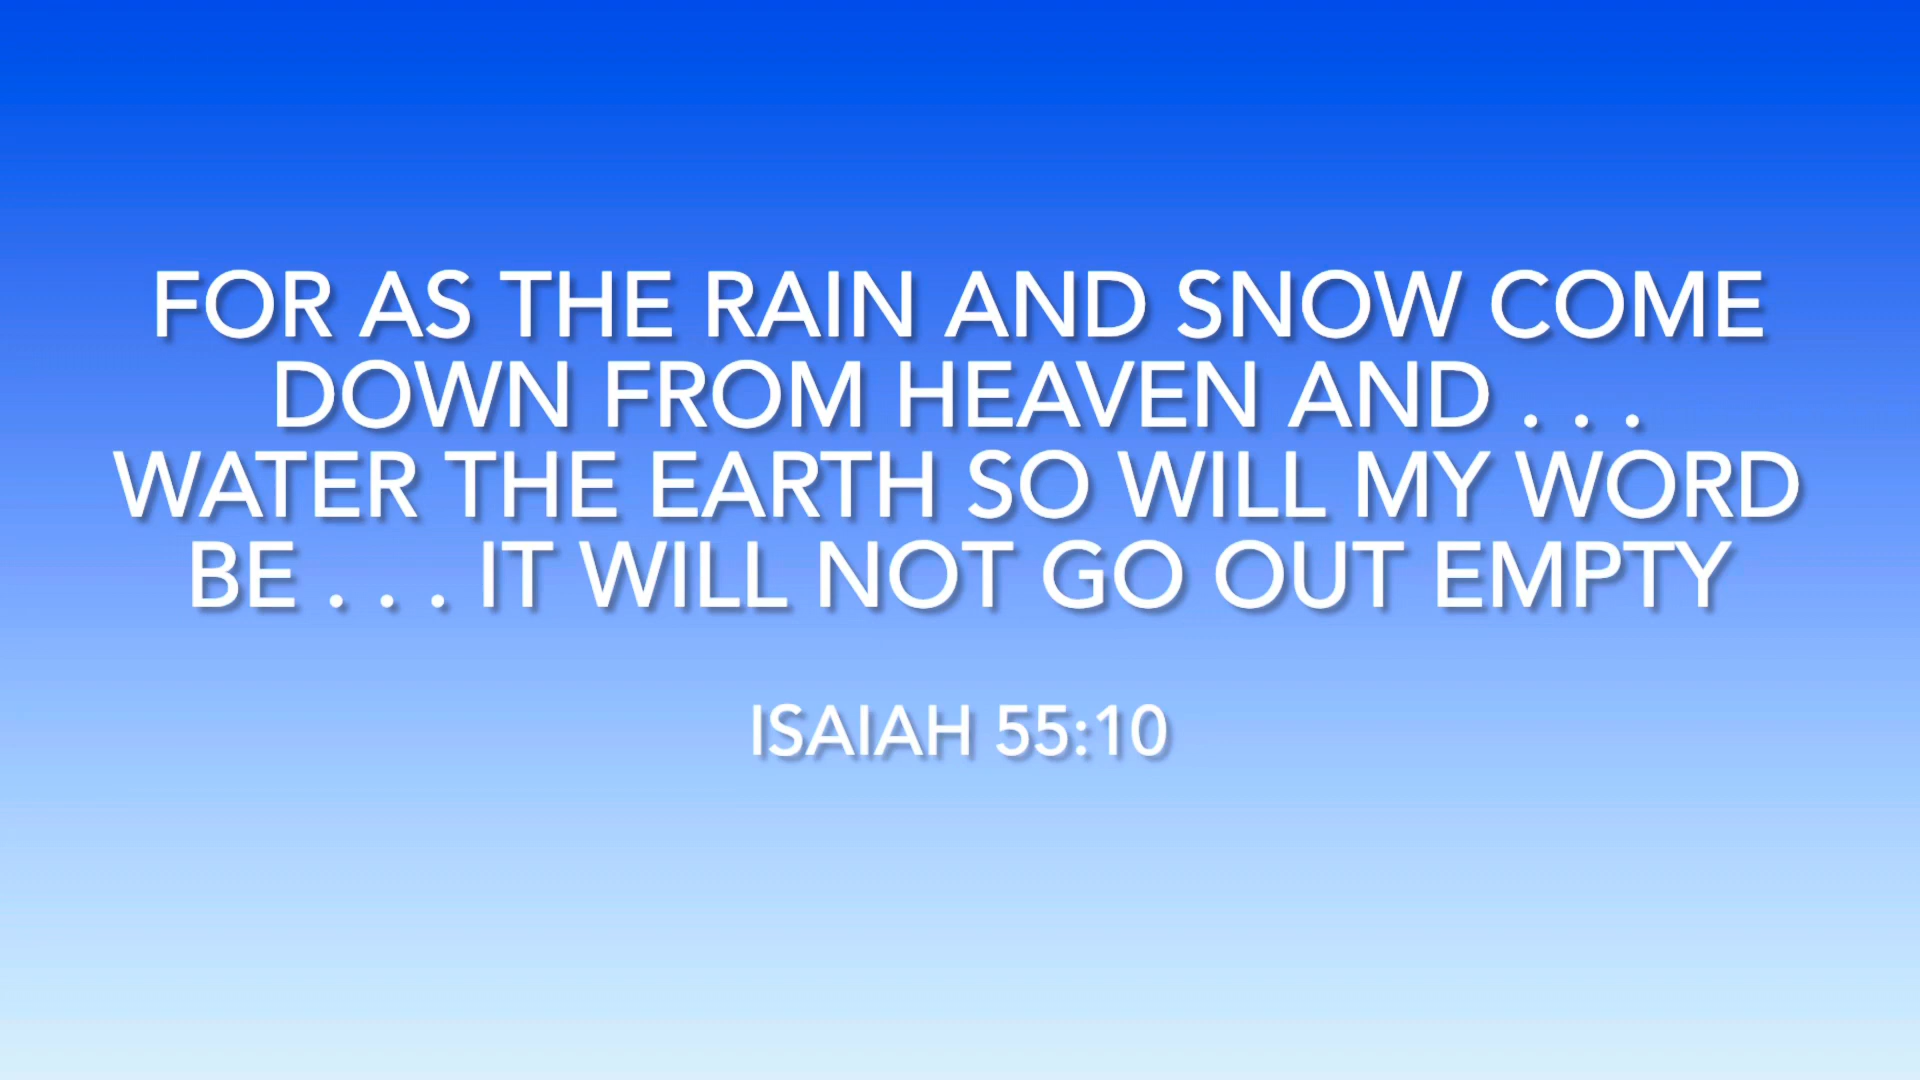 FOR AS THE RAIN AND SNOW COME
DOWN FROM HEAVEN AND . . .
WATER THE EARTH SO WILL MY WORD
BE . . . IT WILL NOT GO OUT EMPTY
ISAIAH 55:10